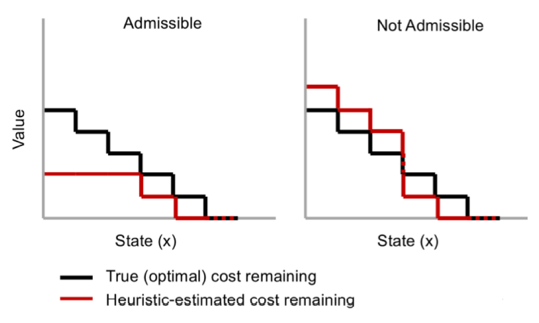 Admissible
Not Admissible
Value
State (x)
State (x)
True (optimal) cost remaining
Heuristic-estimated cost remaining